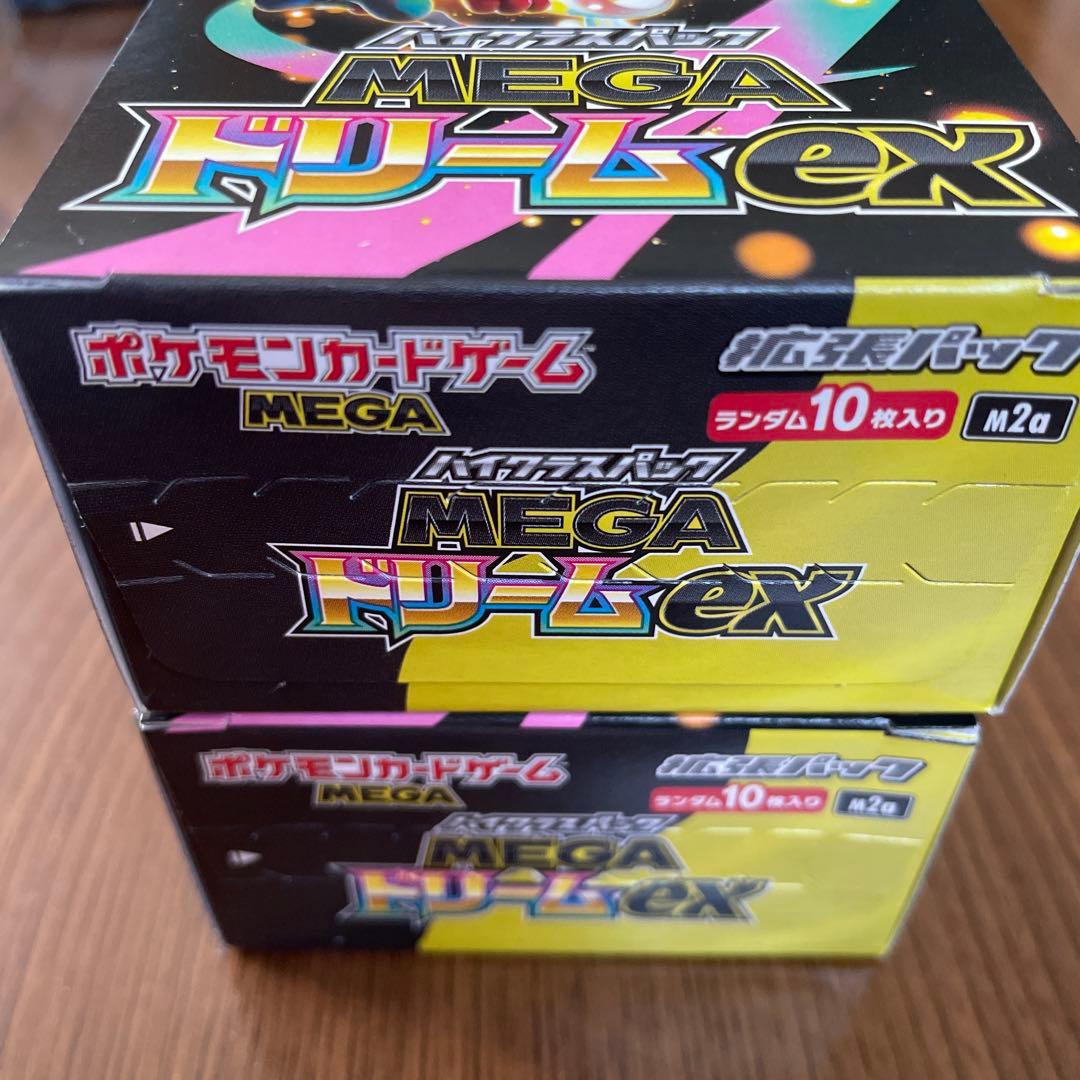 ハイクラスパック
MEGA
ドリームex
ポケモンカードゲーム
MEGA
拡張パック
ランダム10枚入り M2a
ハイクラスパック
MEGA
ドリームex
ポケモンカードゲーム
MEGA
拡張パック
ランダム10枚入り M2a
ハイクラスパック
MEGA
ドリームex